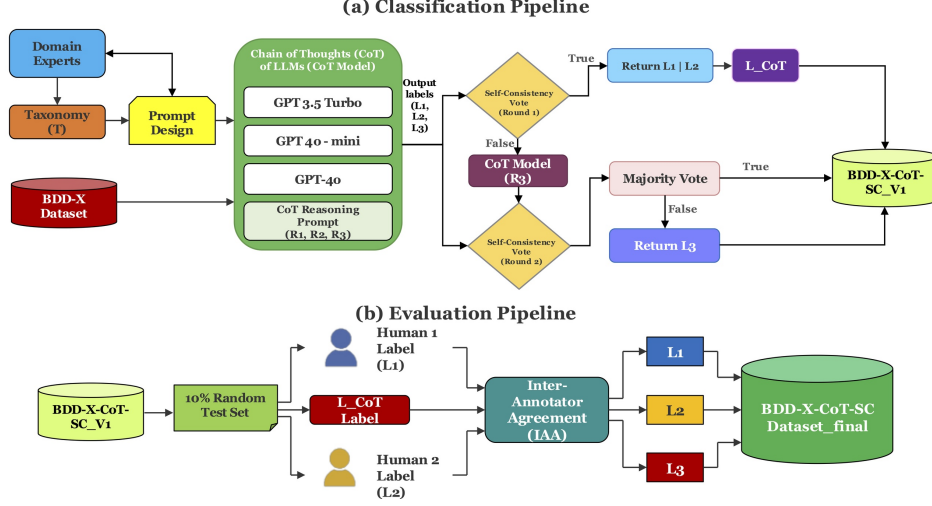 (a) Classification Pipeline
Domain
Experts
Taxonomy
(T)
Prompt
Design
BDD-X
Dataset
Chain of Thoughts (CoT)
of LLMs (CoT Model)
GPT 3.5 Turbo
GPT 40 - mini
GPT-40
CoT Reasoning
Prompt
(R1, R2, R3)
Output
labels
(L1,
L2,
L3)
Self-Consistency
Vote
(Round 1)
True
False
Return L1 | L2
L_CoT
CoT Model
(R3)
Self-Consistency
Vote
(Round 2)
Majority Vote
True
False
Return L3
BDD-X-CoT-
SC_V1
(b) Evaluation Pipeline
BDD-X-CoT-
SC_V1
10% Random
Test Set
Human 1
Label
(L1)
L_CoT
Label
Human 2
Label
(L2)
Inter-
Annotator
Agreement
(IAA)
L1
L2
L3
BDD-X-CoT-SC
Dataset_final